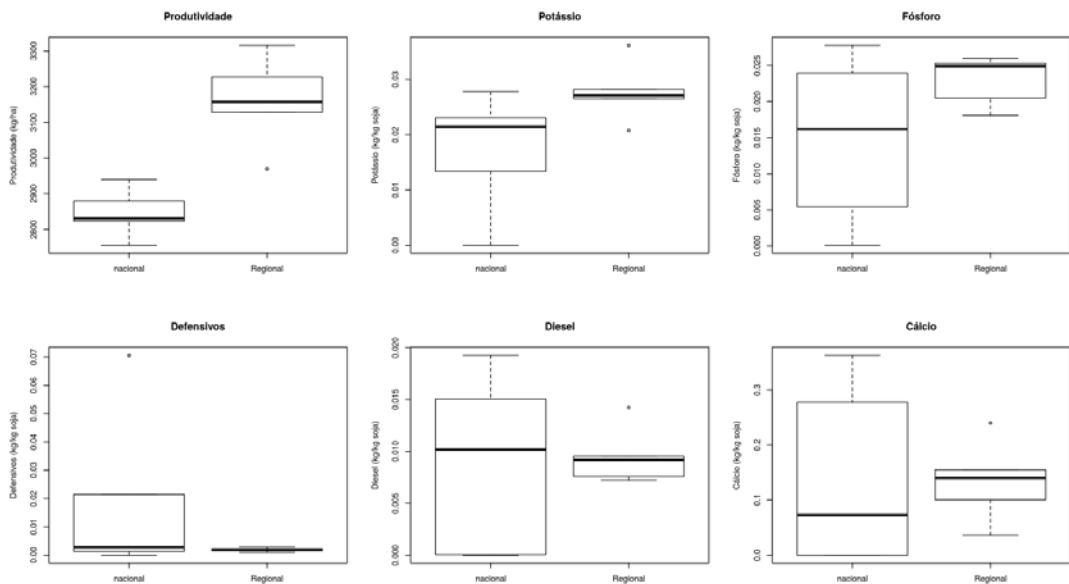 Produtividade
Produtividade (kg/ha)
3300
3200
3100
3000
2900
2800
nacional
Regional
Potássio
Potássio (kg/kg soja)
0.03
0.02
0.01
0.00
nacional
Regional
Fósforo
Fósforo (kg/kg soja)
0.025
0.020
0.015
0.010
0.005
0.000
nacional
Regional
Defensivos
Defensivos (kg/kg soja)
0.07
0.06
0.05
0.04
0.03
0.02
0.01
0.00
nacional
Regional
Diesel
Diesel (kg/kg soja)
0.020
0.015
0.010
0.005
0.000
nacional
Regional
Cálcio
Cálcio (kg/kg soja)
0.3
0.2
0.1
0.0
nacional
Regional